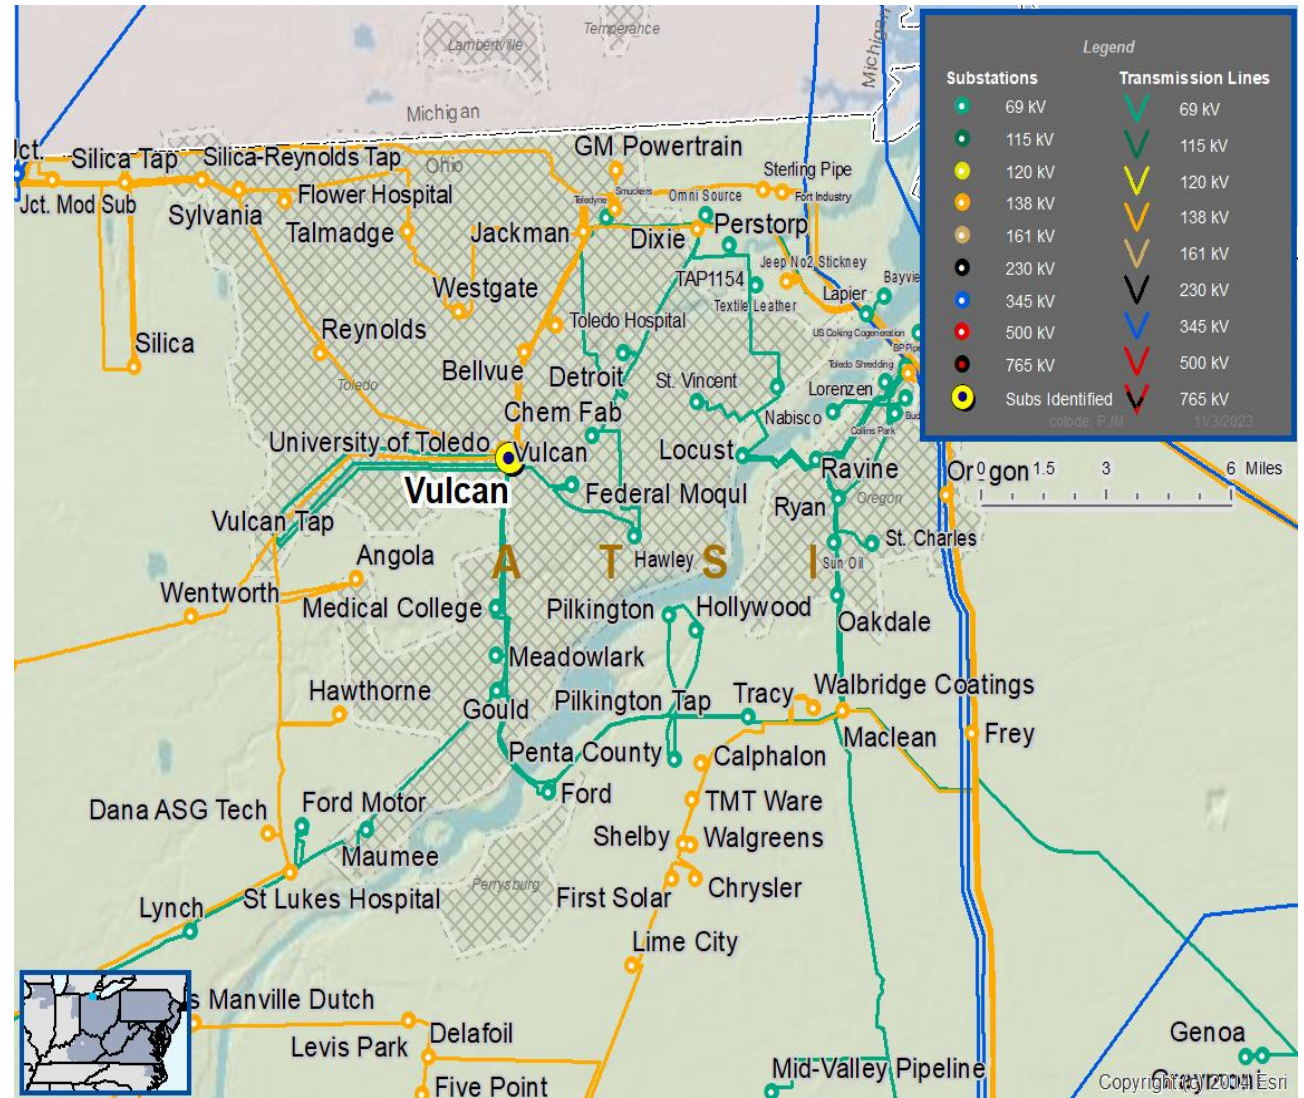 Lambertville
Temperance
Michigan
Michigan
Ohio
Jct.
Silica Tap
Silica-Reynolds Tap
GM Powertrain
Sterling Pipe
Jct. Mod Sub
Flower Hospital
Smuckers
Omni Source
Fort Industry
Teledyne
Sylvania
Talmadge
Jackman
Dixie
Perstorp
Jeep No2
Stickney
TAP1154
Westgate
Textile Leather
Lapier
Bayvie
Toledo Hospital
Reynolds
US Coking Cogeneration
BP Pipe
Silica
Bellvue
Detroit
St. Vincent
Toledo Shredding
Toledo
Lorenzen
Chem Fab
Nabisco
Bud
Collins Park
University of Toledo
Vulcan
Locust
Ravine
Vulcan
Federal Moqul
Ryan
Oregon
Oregon
Vulcan Tap
St. Charles
Angola
A T S I
Hawley
Sun Oil
Wentworth
Medical College
Pilkington
Hollywood
Oakdale
Meadowlark
Hawthorne
Gould
Pilkington Tap
Tracy
Walbridge Coatings
Maclean
Frey
Penta County
Calphalon
Ford
Dana ASG Tech
Ford Motor
TMT Ware
Shelby
Walgreens
Maumee
Perrysburg
First Solar
Chrysler
Lynch
St Lukes Hospital
Lime City
s Manville Dutch
Levis Park
Delafoil
Five Point
Mid-Valley Pipeline
Genoa
Copyright (c) 2014 Esri
Legend
Substations
Transmission Lines
69 kV
69 kV
115 kV
115 kV
120 kV
120 kV
138 kV
138 kV
161 kV
161 kV
230 kV
230 kV
345 kV
345 kV
500 kV
500 kV
765 kV
765 kV
Subs Identified
colode: PJM
11/3/2023
0 1.5 3 6 Miles